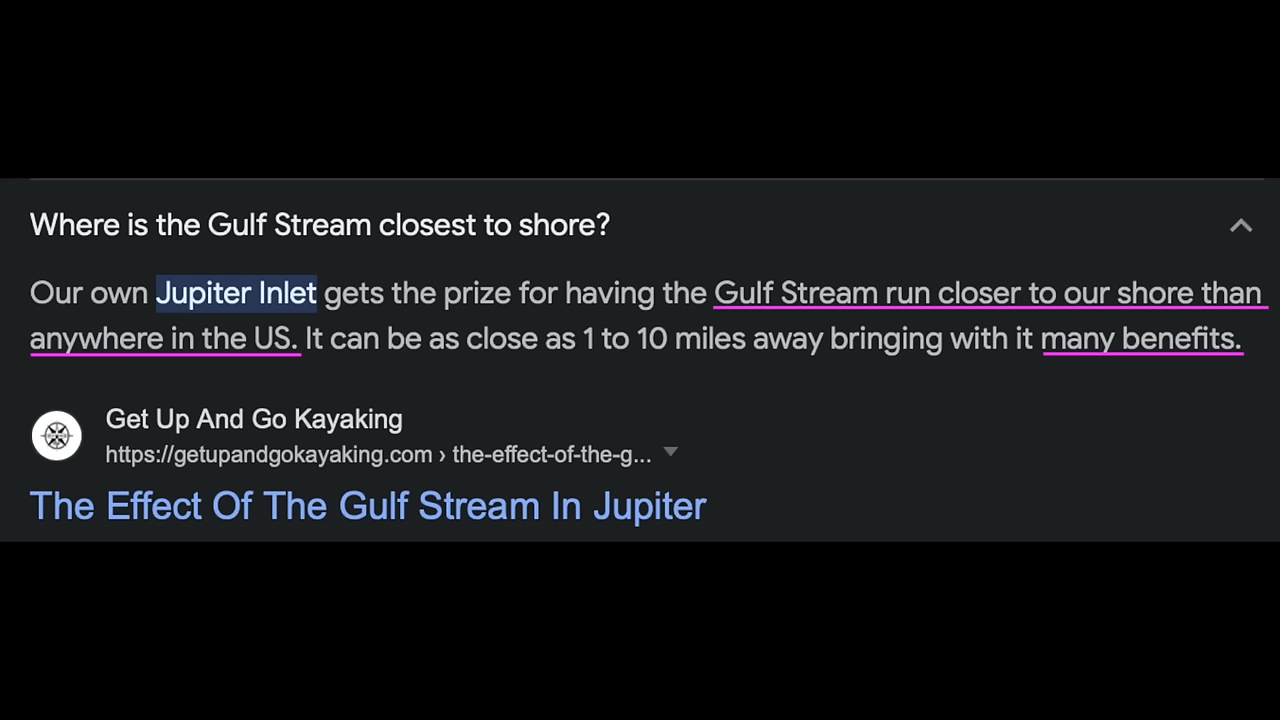 Where is the Gulf Stream closest to shore?
Our own Jupiter Inlet gets the prize for having the Gulf Stream run closer to our shore than
anywhere in the US. It can be as close as 1 to 10 miles away bringing with it many benefits.
Get Up And Go Kayaking
https://getupandgokayaking.com › the-effect-of-the-g...
The Effect Of The Gulf Stream In Jupiter